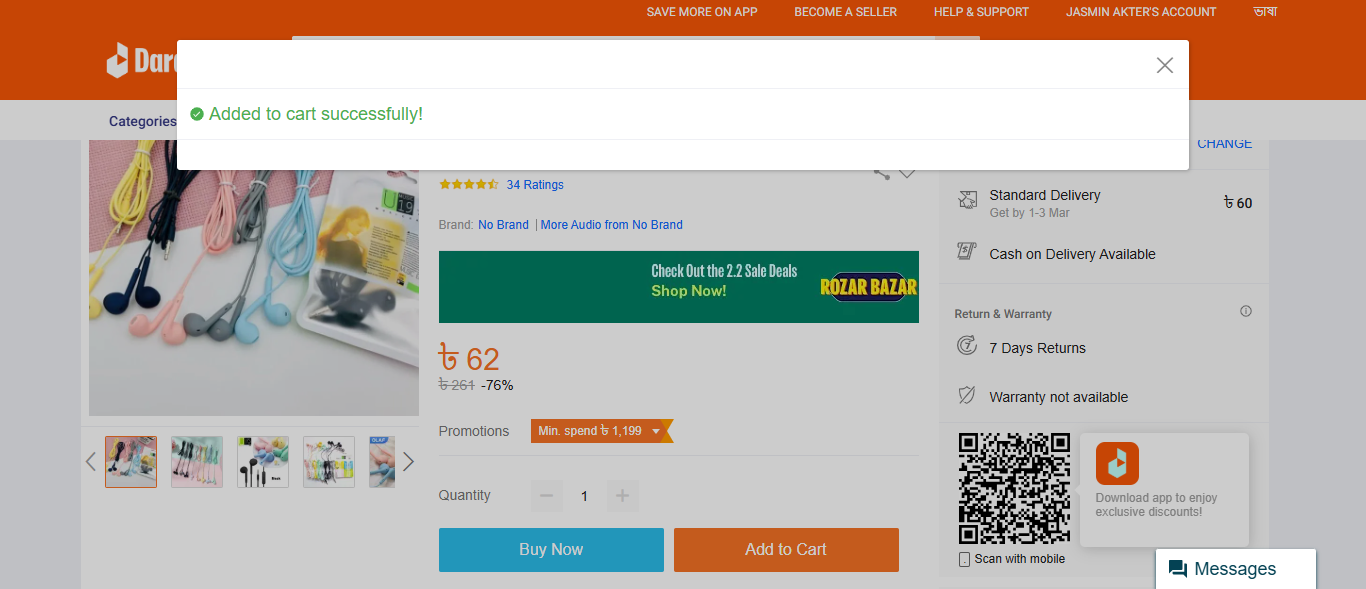 SAVE MORE ON APP BECOME A SELLER HELP & SUPPORT JASMIN AKTER'S ACCOUNT ভাষা
Dar
Added to cart successfully!
Categories
CHANGE
34 Ratings
Brand: No Brand | More Audio from No Brand
Check Out the 2.2 Sale Deals
Shop Now!
ROZAR BAZAR
৳ 62
৳ 261 -76%
Promotions Min. spend ৳ 1,199
Quantity 1
Buy Now Add to Cart
Standard Delivery
Get by 1-3 Mar
৳ 60
Cash on Delivery Available
Return & Warranty
7 Days Returns
Warranty not available
Download app to enjoy
exclusive discounts!
Scan with mobile
Messages
U19